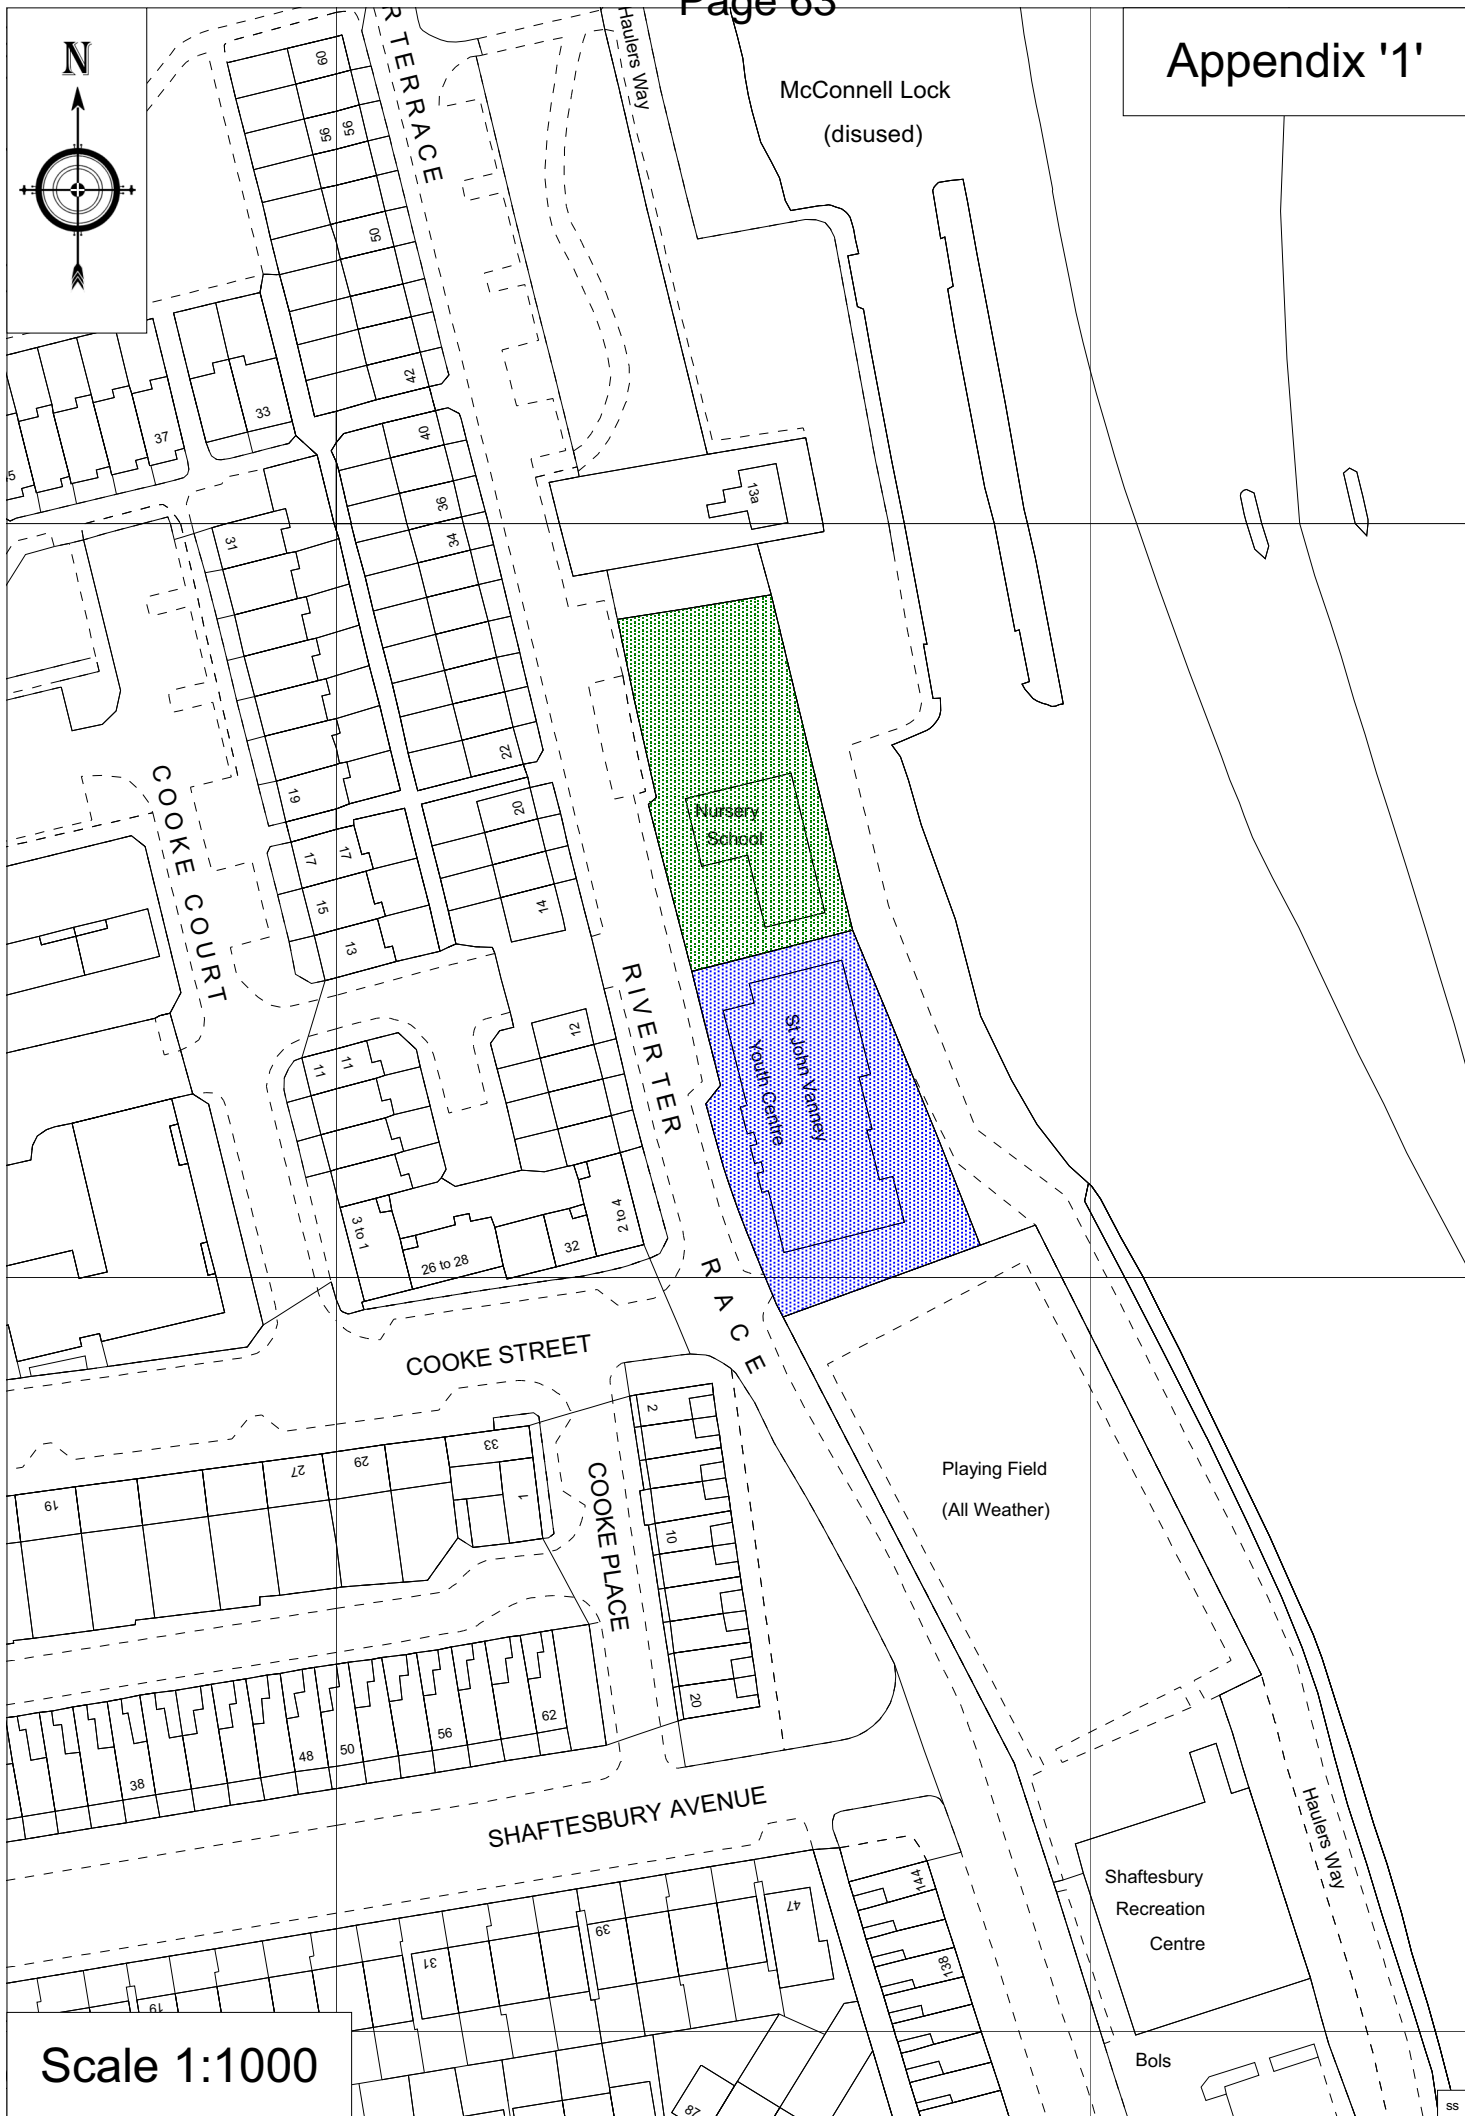 Page 63
Appendix '1'
N
McConnell Lock
(disused)
Haulers Way
R TERRACE
60
56
56
50
42
33
37
5
40
36
34
31
13a
22
19
20
17
17
15
14
13
COOKE COURT
Nursery
School
RIVER TER
RACE
St John Vianney
Youth Centre
12
11
11
3 to 1
26 to 28
32
2 to 4
COOKE STREET
2
33
29
27
19
1
COOKE PLACE
10
20
Playing Field
(All Weather)
62
56
50
48
38
SHAFTESBURY AVENUE
Haulers Way
Shaftesbury
Recreation
Centre
144
138
47
39
31
19
Bols
87
Scale 1:1000
ss